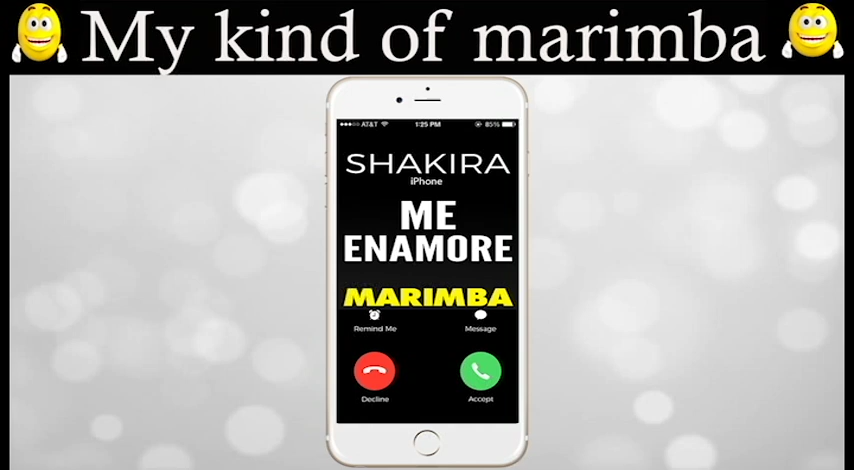 My kind of marimba
AT&T 1:25 PM 85%
SHAKIRA
iPhone
ME
ENAMORE
MARIMBA
Remind Me Message
Decline Accept